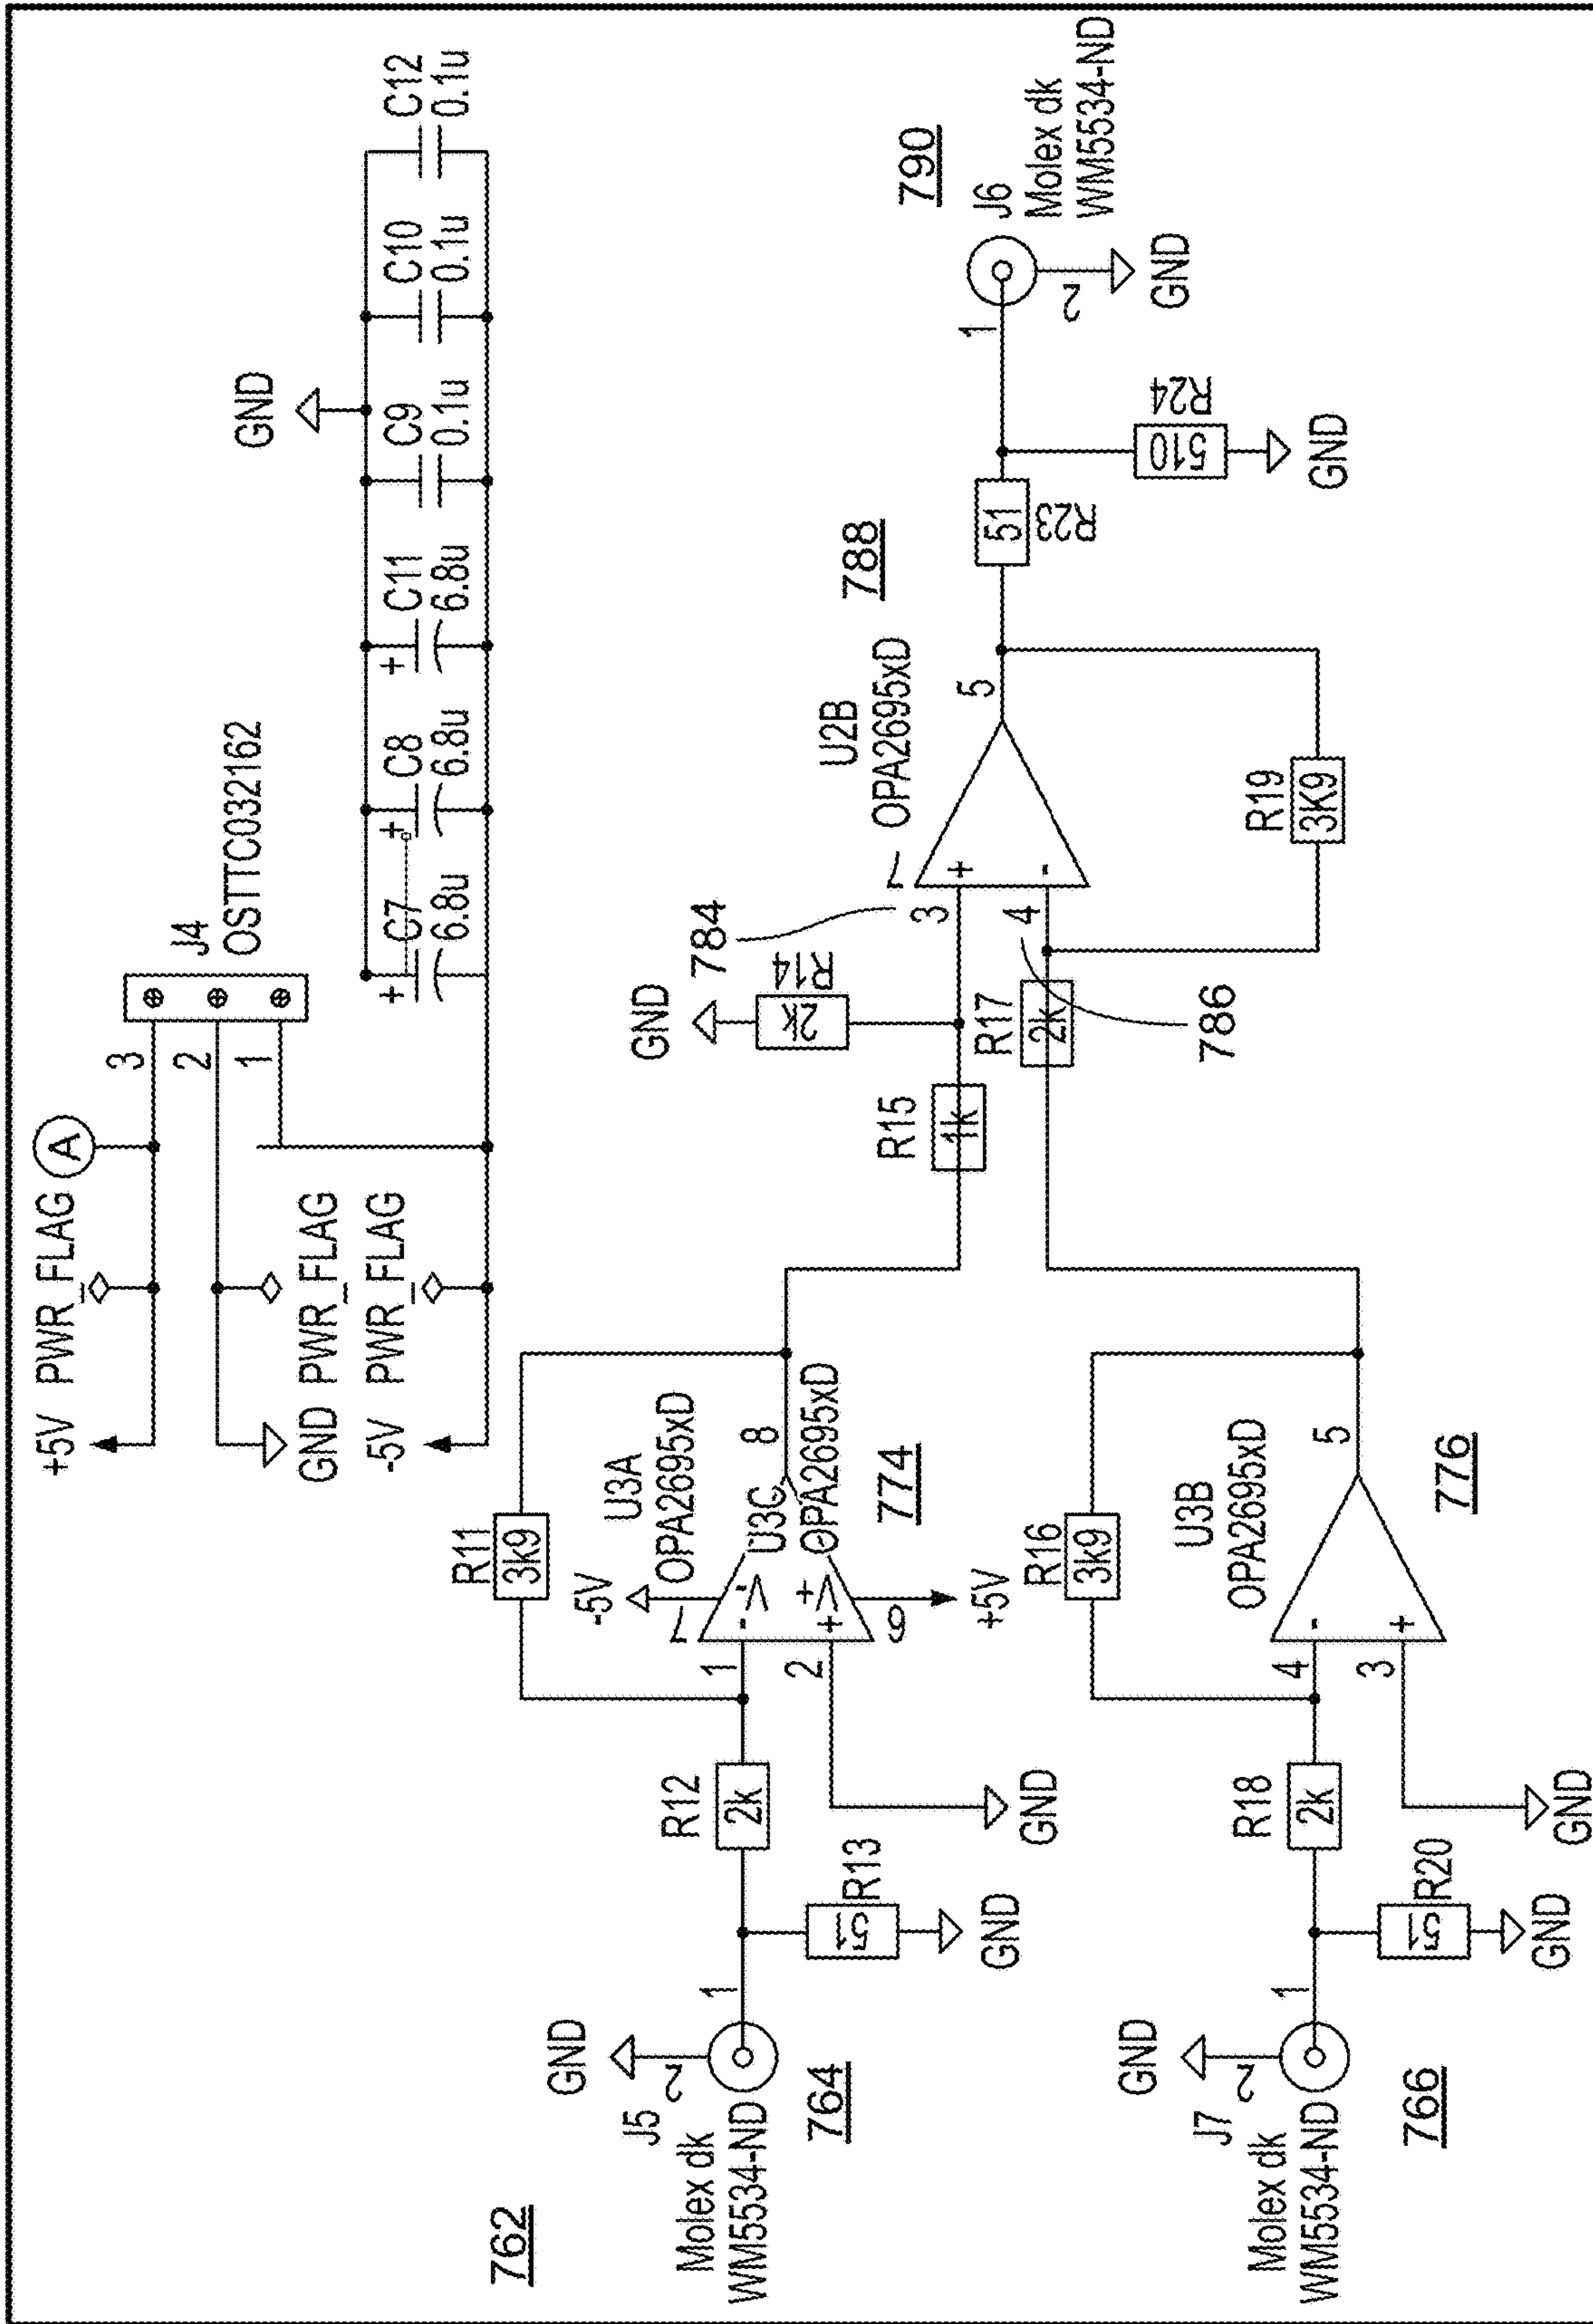 +5V PWR_FLAG
A
3
2
1
J4
OSTTC032162
GND PWR_FLAG
-5V PWR_FLAG
GND
+
C7
6.8u
+
C8
6.8u
+
C11
6.8u
C9
0.1u
C10
0.1u
C12
0.1u
762
J5
Molex dk
WM5534-ND
764
GND
2
1
51
R13
GND
R12
2k
R11
3k9
1
2
GND
-
+
V-
V+
7
6
-5V
+5V
U3A
OPA2695xD
U3C
OPA2695xD
8
774
J7
Molex dk
WM5534-ND
766
GND
2
1
51
R20
GND
R18
2k
R16
3k9
4
3
GND
-
+
U3B
OPA2695xD
5
776
R15
1k
GND
2k
R14
784
R17
2k
786
3
4
7
+
-
U2B
OPA2695xD
5
788
R19
3K9
51
R23
510
R24
GND
1
2
GND
J6
Molex dk
WM5534-ND
790